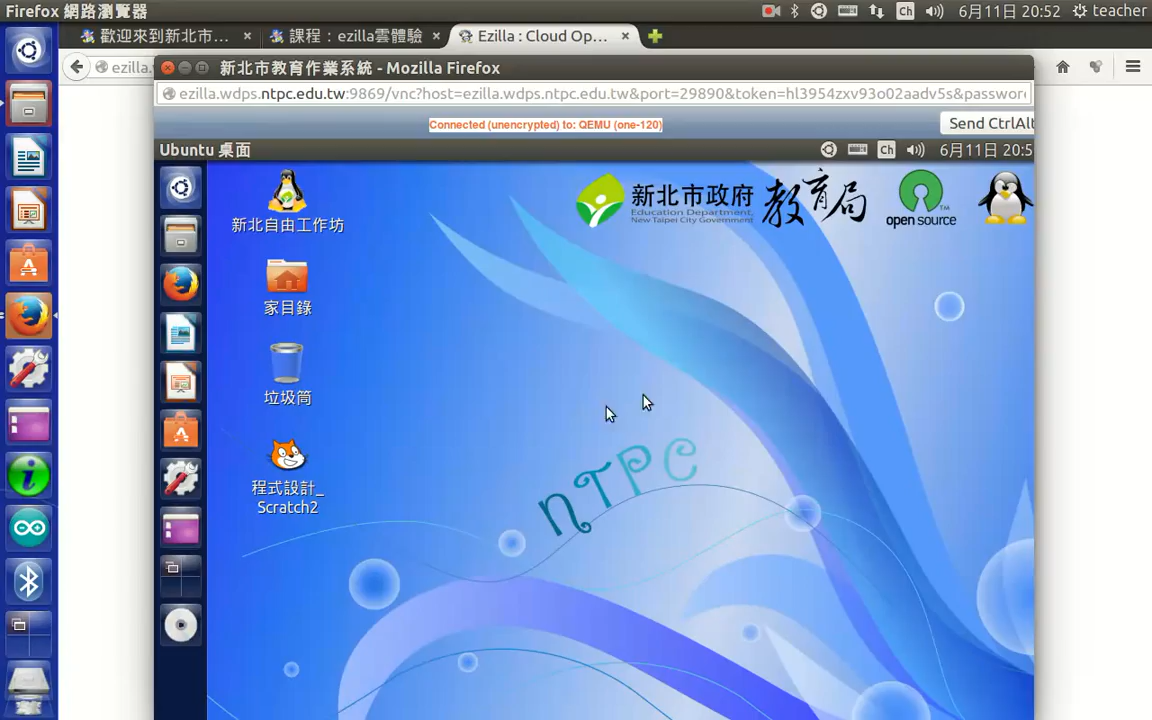 Firefox 網路瀏覽器
Ch
6月11日 20:52
teacher
歡迎來到新北市...
課程：ezilla雲體驗
Ezilla : Cloud Op...
ezilla.
新北市教育作業系統 - Mozilla Firefox
ezilla.wdps.ntpc.edu.tw:9869/vnc?host=ezilla.wdps.ntpc.edu.tw&port=29890&token=hl3954zxv93o02aadv5s&passwor
Connected (unencrypted) to: QEMU (one-120)
Send CtrlAlt
Ubuntu 桌面
Ch
6月11日 20:5
新北自由工作坊
新北市政府
Education Department,
New Taipei City Government
教育局
open source
TM
家目錄
垃圾筒
程式設計_
Scratch2
nTPC